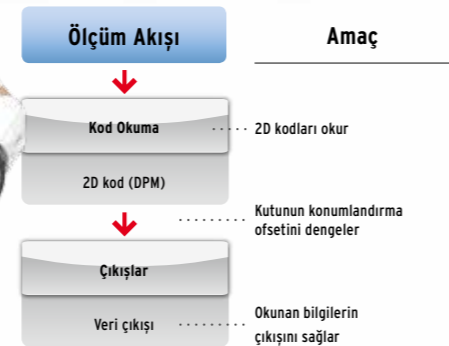 Ölçüm Akışı
Amaç
Kod Okuma
2D kodları okur
2D kod (DPM)
Kutunun konumlandırma
ofsetini dengeler
Çıkışlar
Veri çıkışı
Okunan bilgilerin
çıkışını sağlar